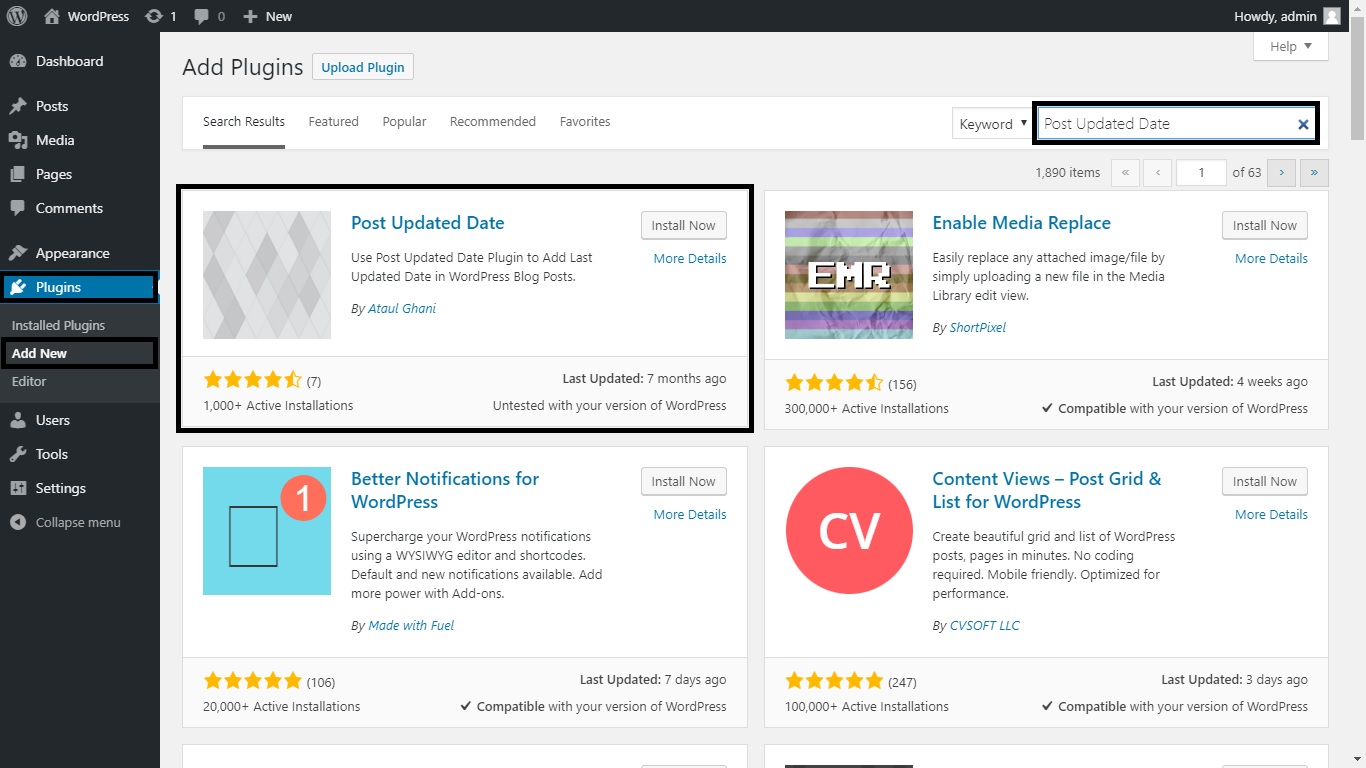 WordPress 1 0 New Howdy, admin
Dashboard
Posts
Media
Pages
Comments
Appearance
Plugins
Installed Plugins
Add New
Editor
Users
Tools
Settings
Collapse menu
Help ▼
Add Plugins Upload Plugin
Search Results Featured Popular Recommended Favorites Keyword ▼ Post Updated Date ×
1,890 items « ‹ 1 of 63 › »
Post Updated Date
Install Now
More Details
Use Post Updated Date Plugin to Add Last
Updated Date in WordPress Blog Posts.
By Ataul Ghani
(7)
1,000+ Active Installations
Last Updated: 7 months ago
Untested with your version of WordPress
EMR
Enable Media Replace
Install Now
More Details
Easily replace any attached image/file by
simply uploading a new file in the Media
Library edit view.
By ShortPixel
(156)
300,000+ Active Installations
Last Updated: 4 weeks ago
✓ Compatible with your version of WordPress
1
Better Notifications for
WordPress
Install Now
More Details
Supercharge your WordPress notifications
using a WYSIWYG editor and shortcodes.
Default and new notifications available. Add
more power with Add-ons.
By Made with Fuel
(106)
20,000+ Active Installations
Last Updated: 7 days ago
✓ Compatible with your version of WordPress
CV
Content Views – Post Grid &
List for WordPress
Install Now
More Details
Create beautiful grid and list of WordPress
posts, pages in minutes. No coding
required. Mobile friendly. Optimized for
performance.
By CVSOFT LLC
(247)
100,000+ Active Installations
Last Updated: 3 days ago
✓ Compatible with your version of WordPress